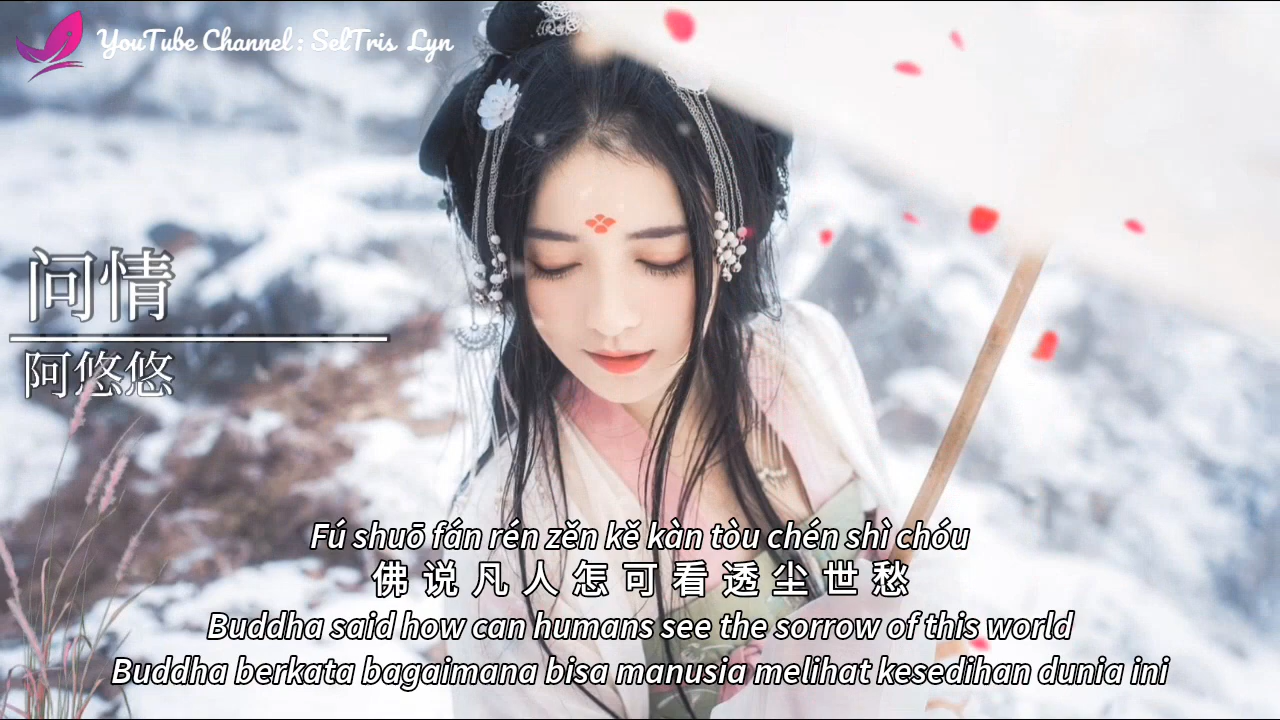 YouTube Channel : SelTris Lyn
问情
阿悠悠
Fú shuō fán rén zěn kě kàn tòu chén shì chóu
佛说凡人怎可看透尘世愁
Buddha said how can humans see the sorrow of this world
Buddha berkata bagaimana bisa manusia melihat kesedihan dunia ini